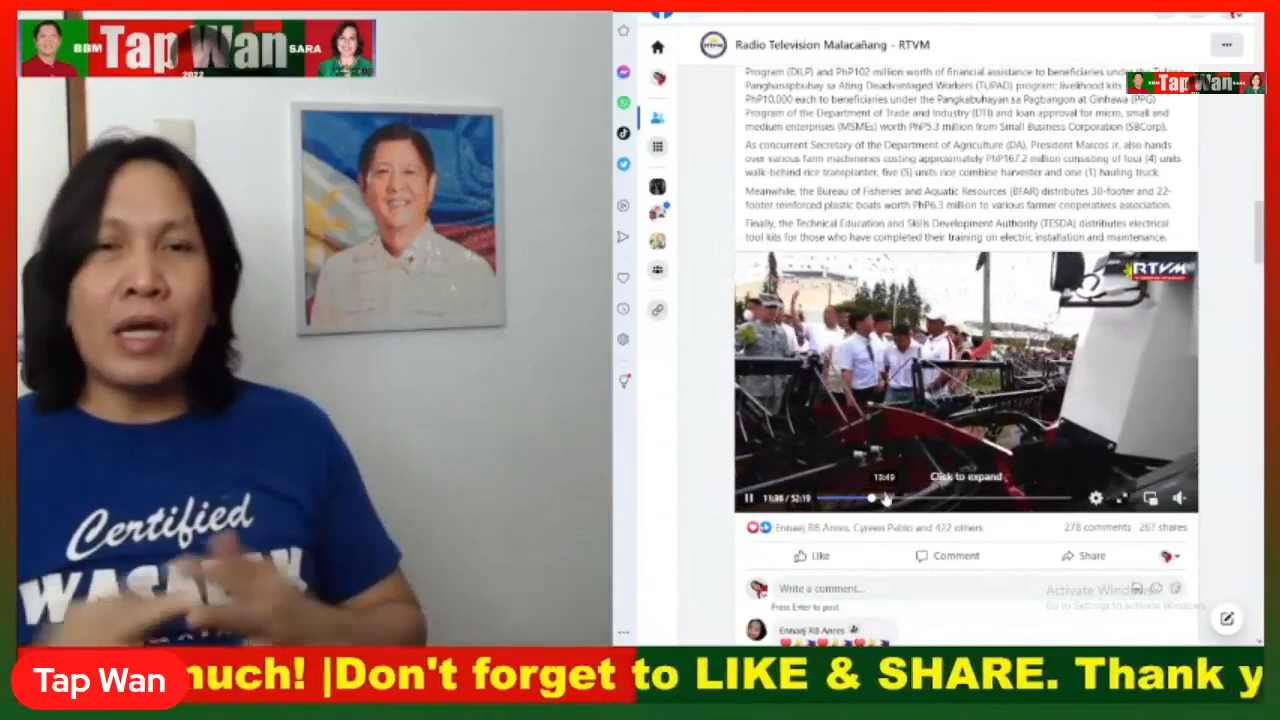 BBM Tap Wan SARA
2022
Radio Television Malacañang - RTVM
Program (DILP) and PhP102 million worth of financial assistance to beneficiaries under the Tulong
Panghanapbuhay sa Ating Disadvantaged Workers (TUPAD) program; livelihood kits
PhP10,000 each to beneficiaries under the Pangkabuhayan sa Pagbangon at Ginhawa (PPG)
Program of the Department of Trade and Industry (DTI) and loan approval for micro, small and
medium enterprises (MSMEs) worth PhP5.3 million from Small Business Corporation (SBCorp).
As concurrent Secretary of the Department of Agriculture (DA), President Marcos Jr. also hands
over various farm machineries costing approximately PhP167.2 million consisting of four (4) units
walk-behind rice transplanter, five (5) units rice combine harvester and one (1) hauling truck.
Meanwhile, the Bureau of Fisheries and Aquatic Resources (BFAR) distributes 30-footer and 22-
footer reinforced plastic boats worth PhP6.3 million to various farmer cooperatives association.
Finally, the Technical Education and Skills Development Authority (TESDA) distributes electrical
tool kits for those who have completed their training on electric installation and maintenance.
Tap Wan
RTVM
13:49
Click to expand
11:38 / 52:19
Ennaej RB Anres, Cyreen Pablo and 422 others
278 comments 267 shares
Like Comment Share
Write a comment...
Press Enter to post.
Activate Windows
Go to Settings to activate Windows.
Ennaej RB Anres
Certified
Tap Wan
much! |Don't forget to LIKE & SHARE. Thank y